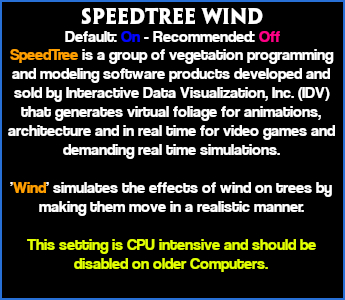 SPEEDTREE WIND
Default: On - Recommended: Off
SpeedTree is a group of vegetation programming
and modeling software products developed and
sold by Interactive Data Visualization, Inc. (IDV)
that generates virtual foliage for animations,
architecture and in real time for video games and
demanding real time simulations.
'Wind' simulates the effects of wind on trees by
making them move in a realistic manner.
This setting is CPU intensive and should be
disabled on older Computers.